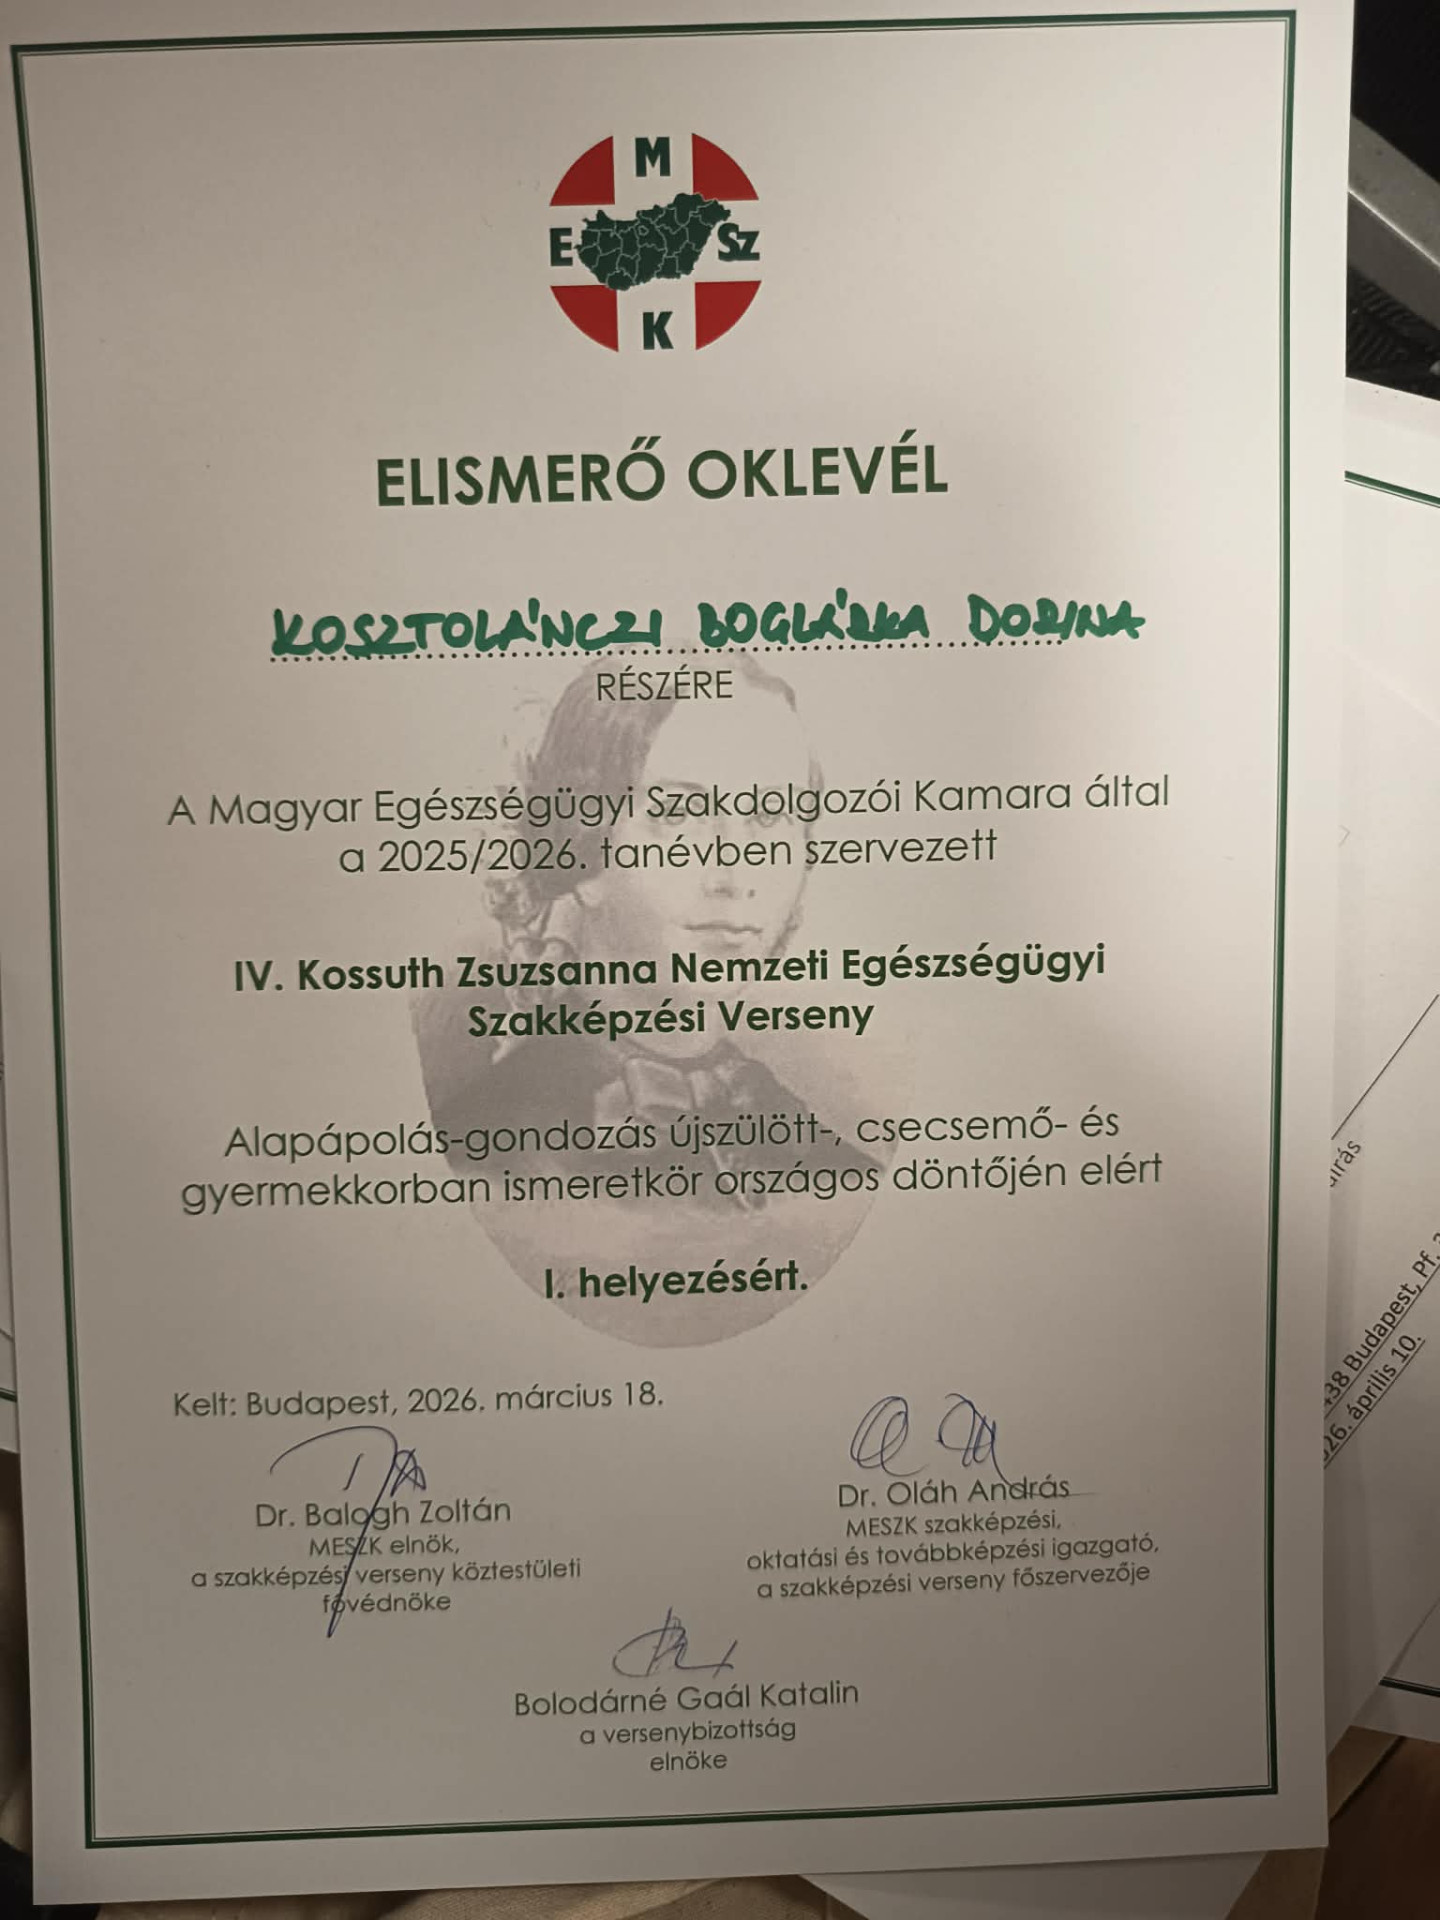 M
E SZ
K
ELISMERŐ OKLEVÉL
KOSZTOLÁNCZI BOGLÁRKA DORINA
RÉSZÉRE
A Magyar Egészségügyi Szakdolgozói Kamara által
a 2025/2026. tanévben szervezett
IV. Kossuth Zsuzsanna Nemzeti Egészségügyi
Szakképzési Verseny
Alapápolás-gondozás újszülött-, csecsemő- és
gyermekkorban ismeretkör országos döntőjén elért
I. helyezésért.
Kelt: Budapest, 2026. március 18.
Dr. Balogh Zoltán
MESZK elnök,
a szakképzési verseny köztestületi
fővédnöke
Dr. Oláh András
MESZK szakképzési,
oktatási és továbbképzési igazgató,
a szakképzési verseny főszervezője
Bolodárné Gaál Katalin
a versenybizottság
elnöke
Budapest, Pf.
április 10.